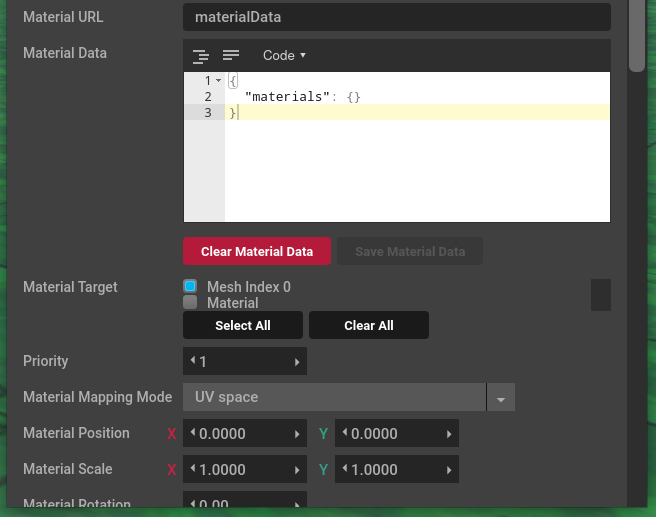 Material URL materialData
Material Data Code
1 {
2 "materials": {}
3 }
Clear Material Data Save Material Data
Material Target Mesh Index 0
Material
Select All Clear All
Priority 1
Material Mapping Mode UV space
Material Position X 0.0000 Y 0.0000
Material Scale X 1.0000 Y 1.0000
Material Rotation 0.00